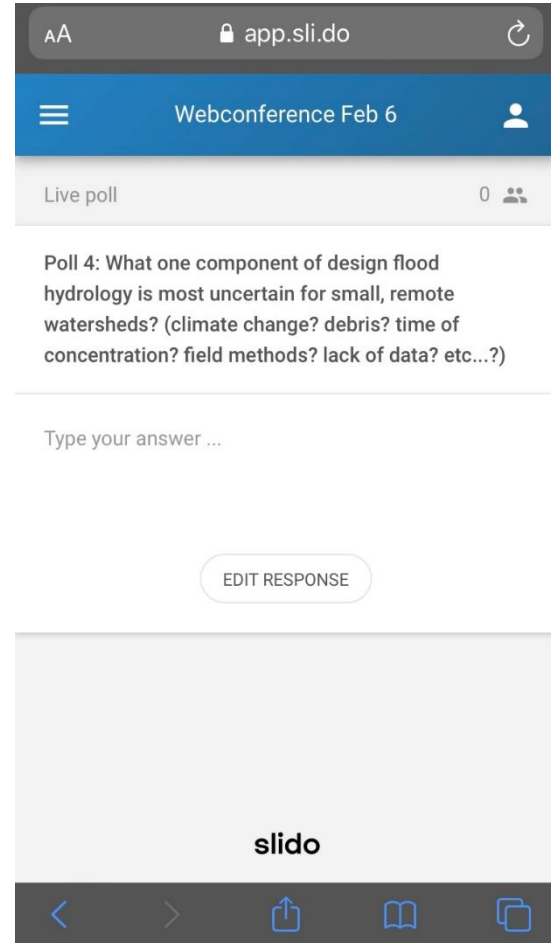 AA app.sli.do
Webconference Feb 6
Live poll 0
Poll 4: What one component of design flood
hydrology is most uncertain for small, remote
watersheds? (climate change? debris? time of
concentration? field methods? lack of data? etc...?)
Type your answer ...
EDIT RESPONSE
slido